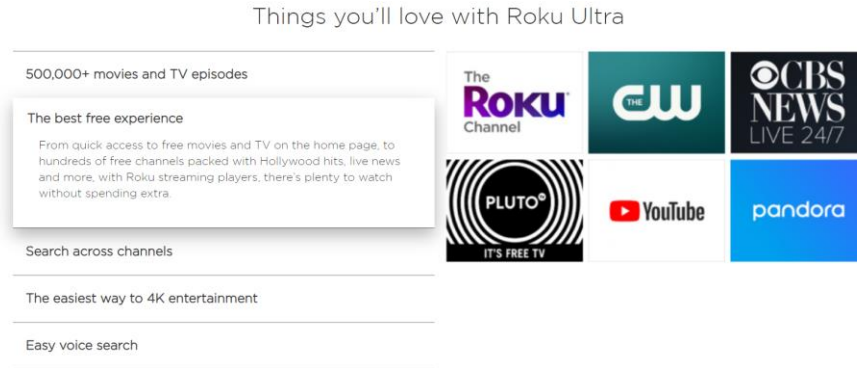 Things you'll love with Roku Ultra
500,000+ movies and TV episodes
The best free experience
From quick access to free movies and TV on the home page, to
hundreds of free channels packed with Hollywood hits, live news
and more, with Roku streaming players, there's plenty to watch
without spending extra.
Search across channels
The easiest way to 4K entertainment
Easy voice search
The
ROKU
Channel
THE CW
CBS
NEWS
LIVE 24/7
PLUTO TV
IT'S FREE TV
YouTube
pandora